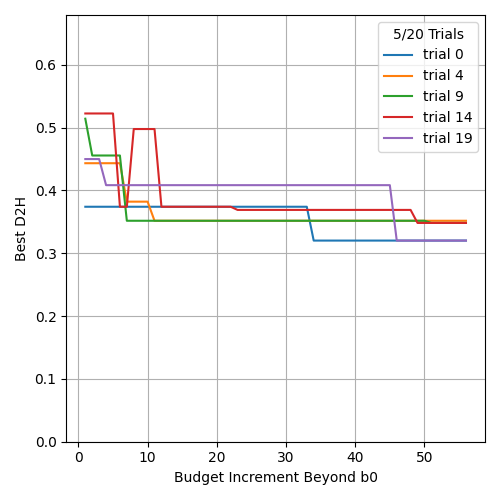 5/20 Trials
trial 0
trial 4
trial 9
trial 14
trial 19
Best D2H
0.6
0.5
0.4
0.3
0.2
0.1
0.0
0 10 20 30 40 50
Budget Increment Beyond b0